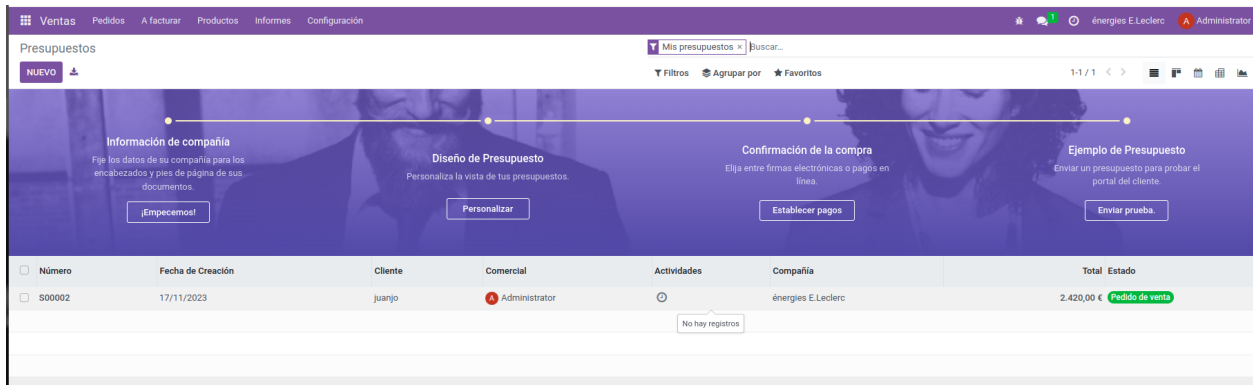 Ventas Pedidos A facturar Productos Informes Configuración 1 énergies E.Leclerc A Administrator
Presupuestos Mis presupuestos × Buscar...
NUEVO Filtros Agrupar por Favoritos 1-1 / 1
Información de compañía
Fije los datos de su compañía para los
encabezados y pies de página de sus
documentos.
¡Empecemos!
Diseño de Presupuesto
Personaliza la vista de tus presupuestos.
Personalizar
Confirmación de la compra
Elija entre firmas electrónicas o pagos en
línea.
Establecer pagos
Ejemplo de Presupuesto
Enviar un presupuesto para probar el
portal del cliente.
Enviar prueba.
Número Fecha de Creación Cliente Comercial Actividades Compañía Total Estado
S00002 17/11/2023 juanjo A Administrator énergies E.Leclerc 2.420,00 € Pedido de venta
No hay registros